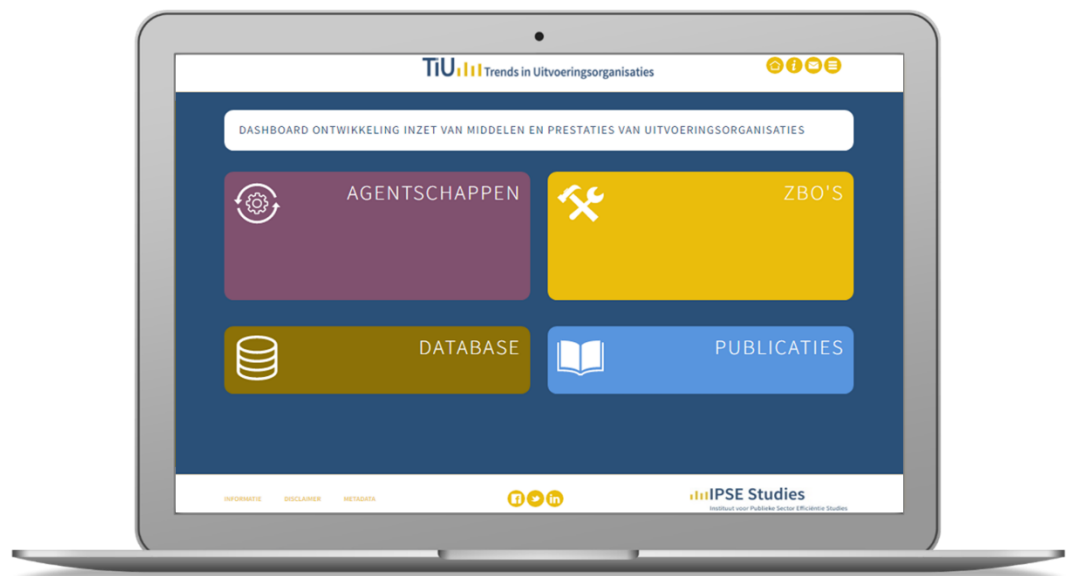 TiU Trends in Uitvoeringsorganisaties
DASHBOARD ONTWIKKELING INZET VAN MIDDELEN EN PRESTATIES VAN UITVOERINGSORGANISATIES
AGENTSCHAPPEN
ZBO'S
DATABASE
PUBLICATIES
INFORMATIE DISCLAIMER METADATA
IPSE Studies
Instituut voor Publieke Sector Efficiëntie Studies